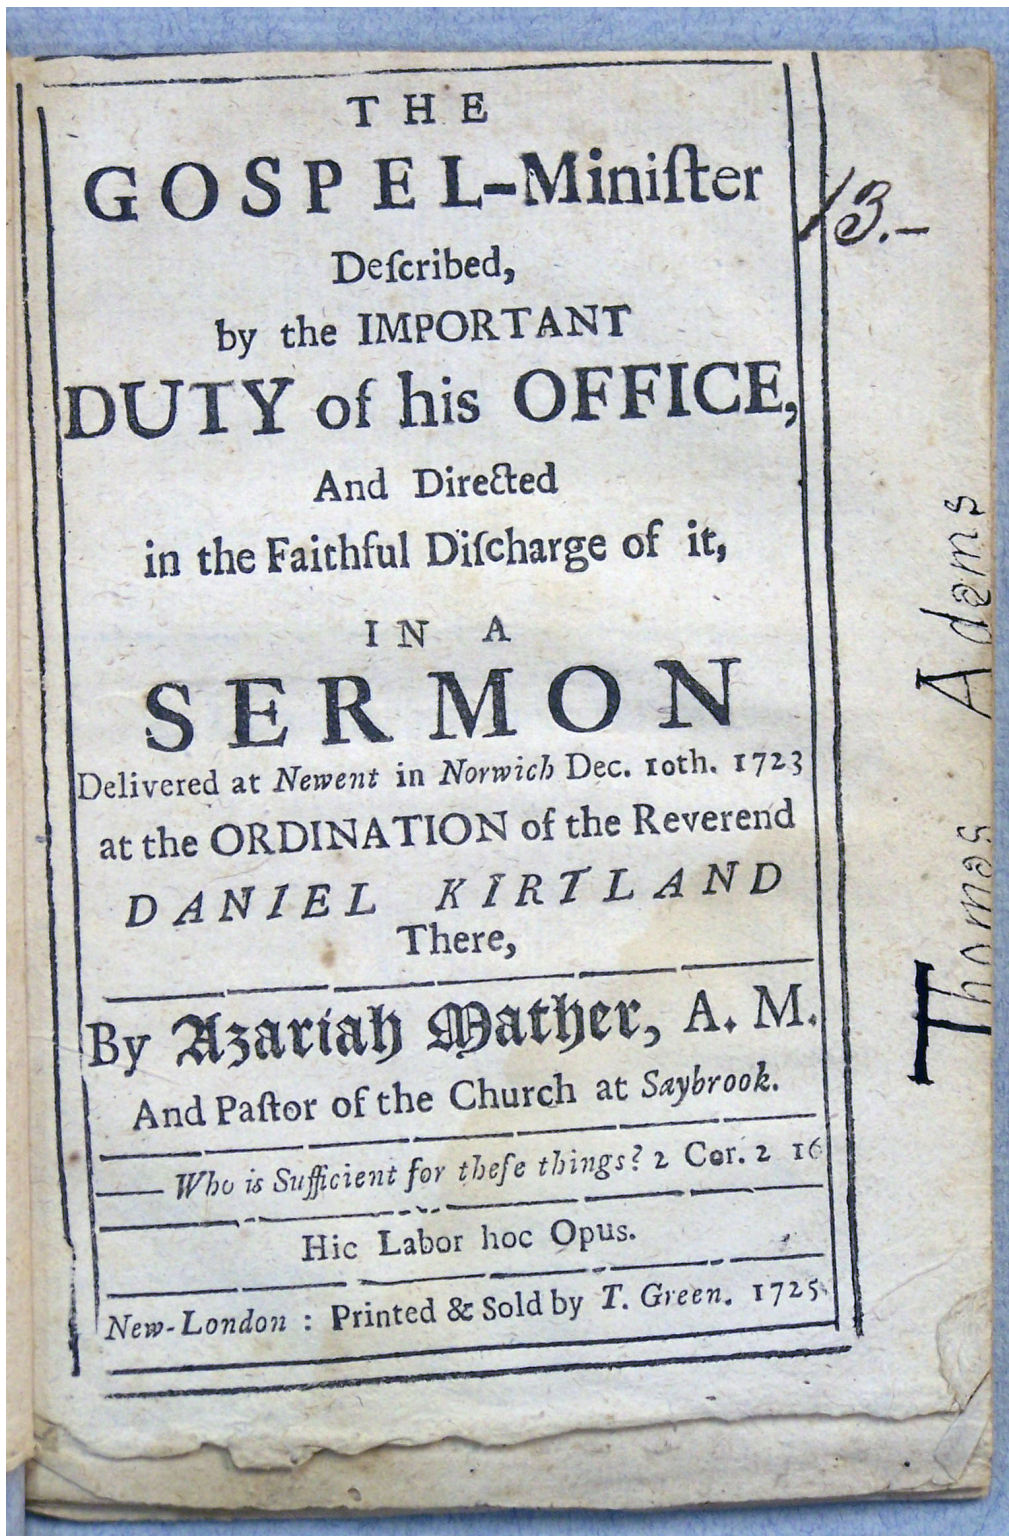 THE
GOSPEL-Miniſter
Deſcribed,
by the IMPORTANT
DUTY of his OFFICE,
And Directed
in the Faithful Diſcharge of it,
IN A
SERMON
Delivered at Newent in Norwich Dec. 10th. 1723
at the ORDINATION of the Reverend
DANIEL KIRTLAND
There,
By Azariah Mather, A. M.
And Paſtor of the Church at Saybrook.
Who is Sufficient for theſe things? 2 Cor. 2 16
Hic Labor hoc Opus.
New-London : Printed & Sold by T. Green. 1725
13.-
Thomas Adams